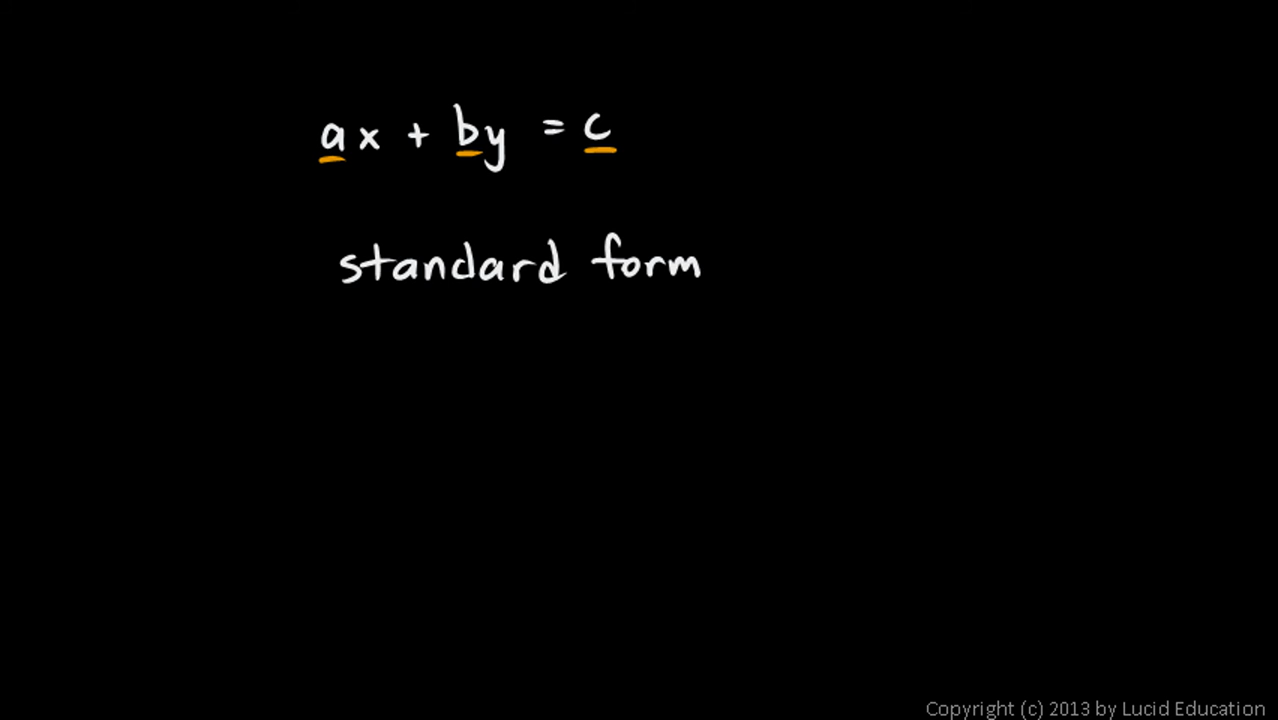 ax + by = c
standard form
Copyright (c) 2013 by Lucid Education